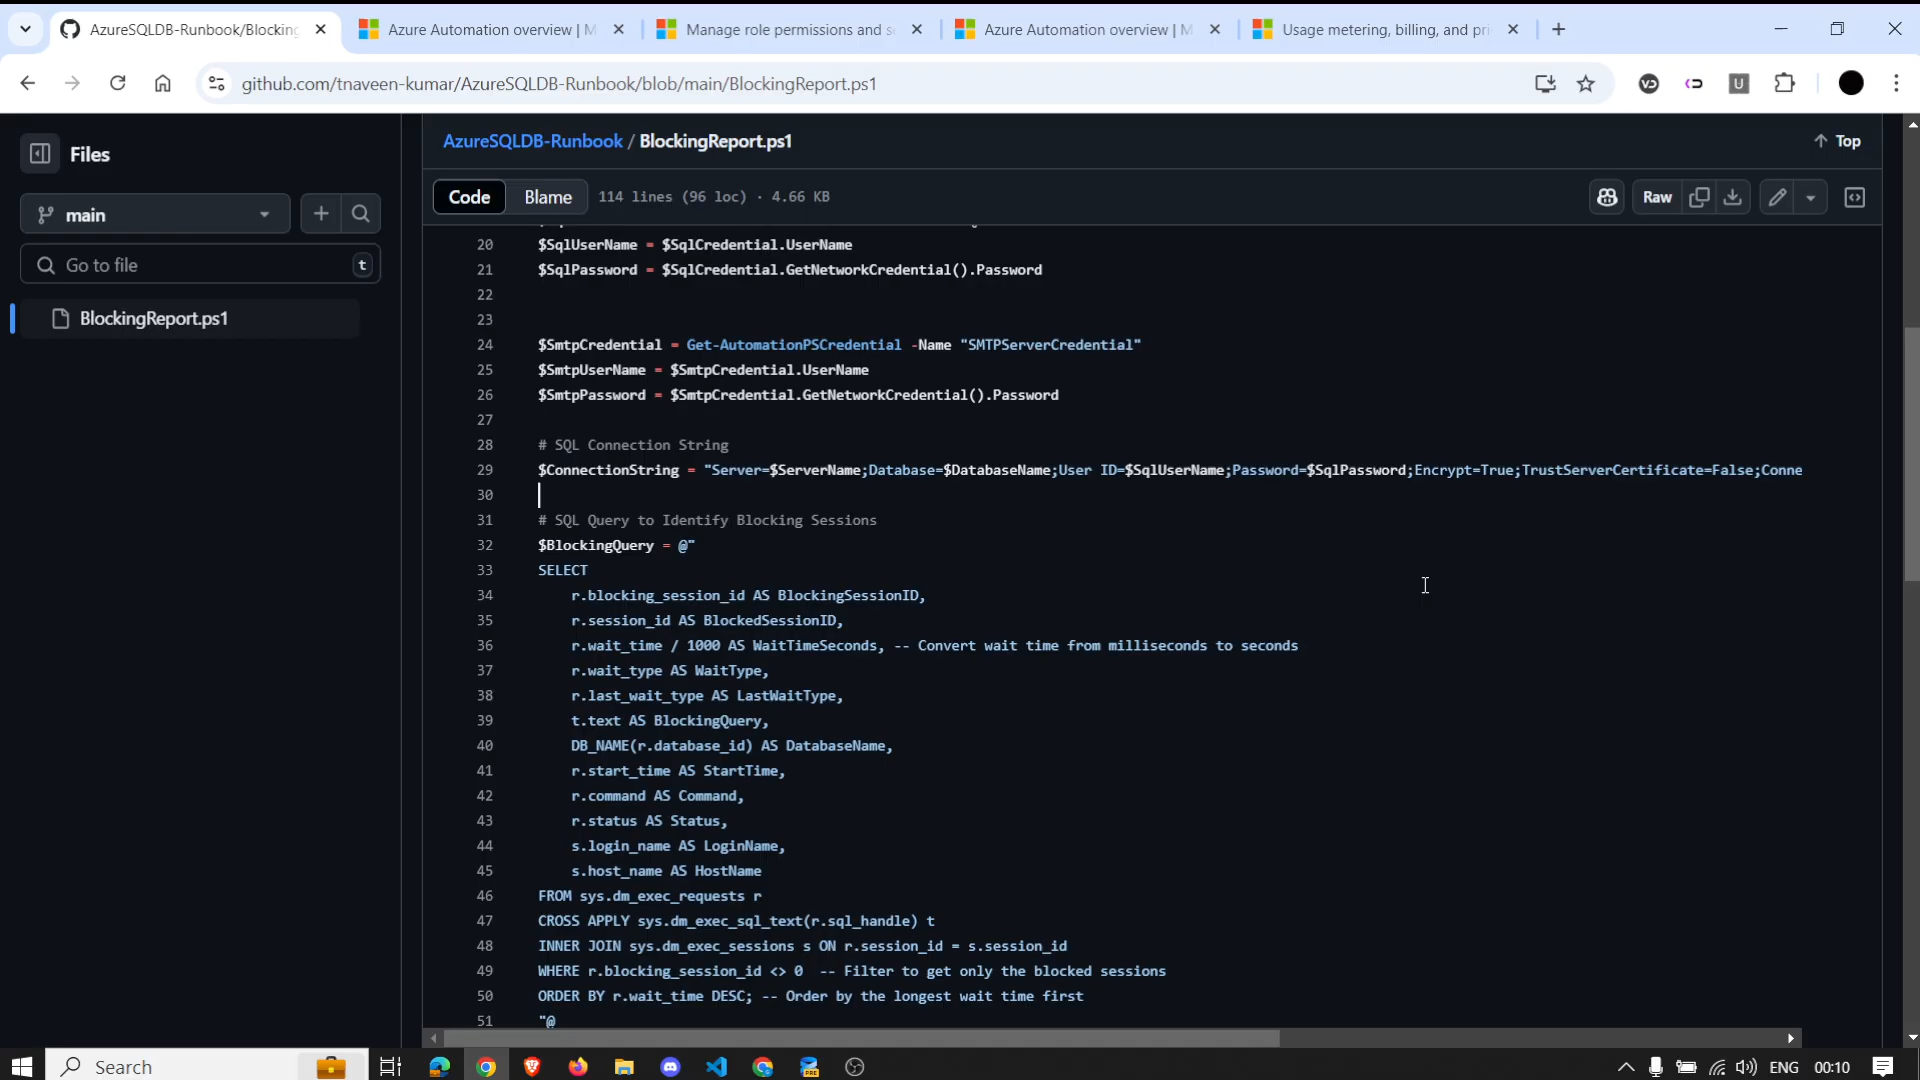 AzureSQLDB-Runbook/Blocking
Azure Automation overview | M
Manage role permissions and s
Azure Automation overview | M
Usage metering, billing, and pri
github.com/tnaveen-kumar/AzureSQLDB-Runbook/blob/main/BlockingReport.ps1
Files
main
Go to file
t
BlockingReport.ps1
AzureSQLDB-Runbook / BlockingReport.ps1
Top
Code
Blame
114 lines (96 loc) · 4.66 KB
Raw
20 $SqlUserName = $SqlCredential.UserName
21 $SqlPassword = $SqlCredential.GetNetworkCredential().Password
22
23
24 $SmtpCredential = Get-AutomationPSCredential -Name "SMTPServerCredential"
25 $SmtpUserName = $SmtpCredential.UserName
26 $SmtpPassword = $SmtpCredential.GetNetworkCredential().Password
27
28 # SQL Connection String
29 $ConnectionString = "Server=$ServerName;Database=$DatabaseName;User ID=$SqlUserName;Password=$SqlPassword;Encrypt=True;TrustServerCertificate=False;Conne
30
31 # SQL Query to Identify Blocking Sessions
32 $BlockingQuery = @"
33 SELECT
34 r.blocking_session_id AS BlockingSessionID,
35 r.session_id AS BlockedSessionID,
36 r.wait_time / 1000 AS WaitTimeSeconds, -- Convert wait time from milliseconds to seconds
37 r.wait_type AS WaitType,
38 r.last_wait_type AS LastWaitType,
39 t.text AS BlockingQuery,
40 DB_NAME(r.database_id) AS DatabaseName,
41 r.start_time AS StartTime,
42 r.command AS Command,
43 r.status AS Status,
44 s.login_name AS LoginName,
45 s.host_name AS HostName
46 FROM sys.dm_exec_requests r
47 CROSS APPLY sys.dm_exec_sql_text(r.sql_handle) t
48 INNER JOIN sys.dm_exec_sessions s ON r.session_id = s.session_id
49 WHERE r.blocking_session_id <> 0 -- Filter to get only the blocked sessions
50 ORDER BY r.wait_time DESC; -- Order by the longest wait time first
51 "@
Search
ENG
00:10